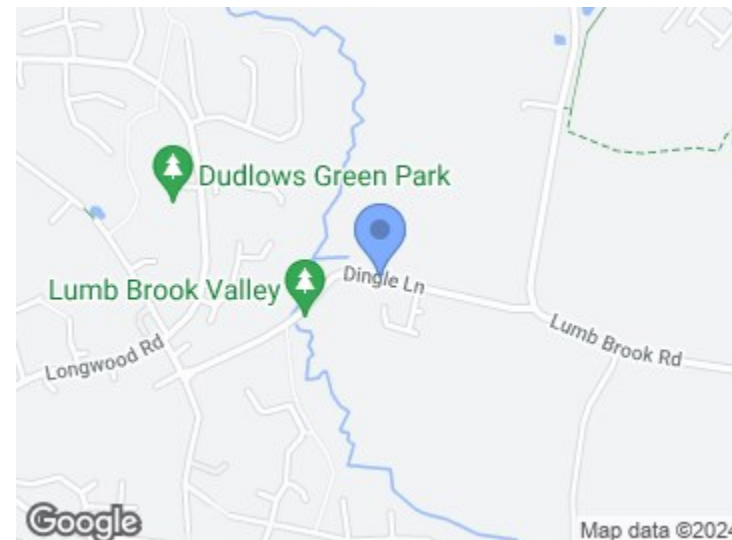 Dudlows Green Park
Lumb Brook Valley
Dingle Ln
Longwood Rd
Lumb Brook Rd
Google
Map data ©2024